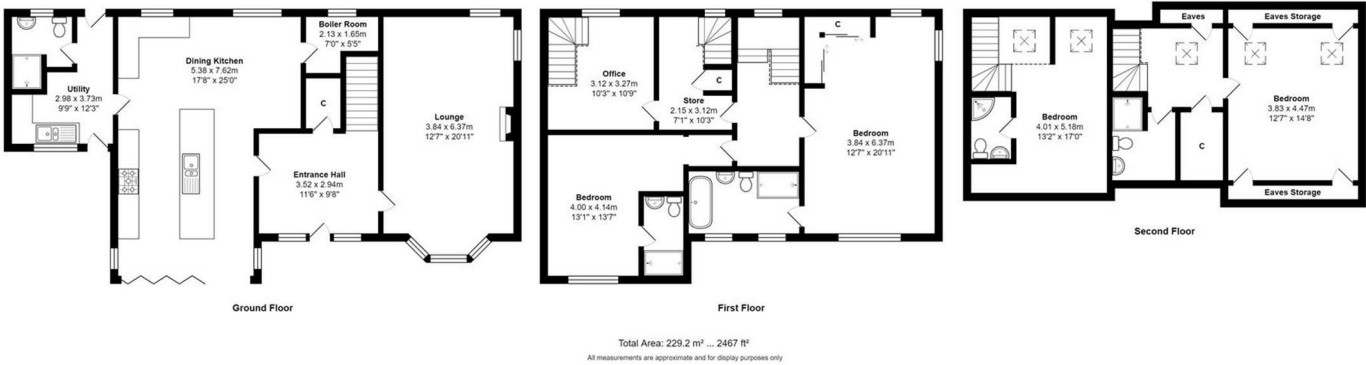 Boiler Room
2.13 x 1.65m
7'0" x 5'5"
Dining Kitchen
5.38 x 7.62m
17'8" x 25'0"
Utility
2.98 x 3.73m
9'9" x 12'3"
C
Lounge
3.84 x 6.37m
12'7" x 20'11"
Entrance Hall
3.52 x 2.94m
11'6" x 9'8"
Ground Floor
C
Office
3.12 x 3.27m
10'3" x 10'9"
C
Store
2.15 x 3.12m
7'1" x 10'3"
Bedroom
3.84 x 6.37m
12'7" x 20'11"
Bedroom
4.00 x 4.14m
13'1" x 13'7"
First Floor
Eaves
Eaves Storage
Bedroom
4.01 x 5.18m
13'2" x 17'0"
Bedroom
3.83 x 4.47m
12'7" x 14'8"
C
Eaves Storage
Second Floor
Total Area: 229.2 m² ... 2467 ft²
All measurements are approximate and for display purposes only